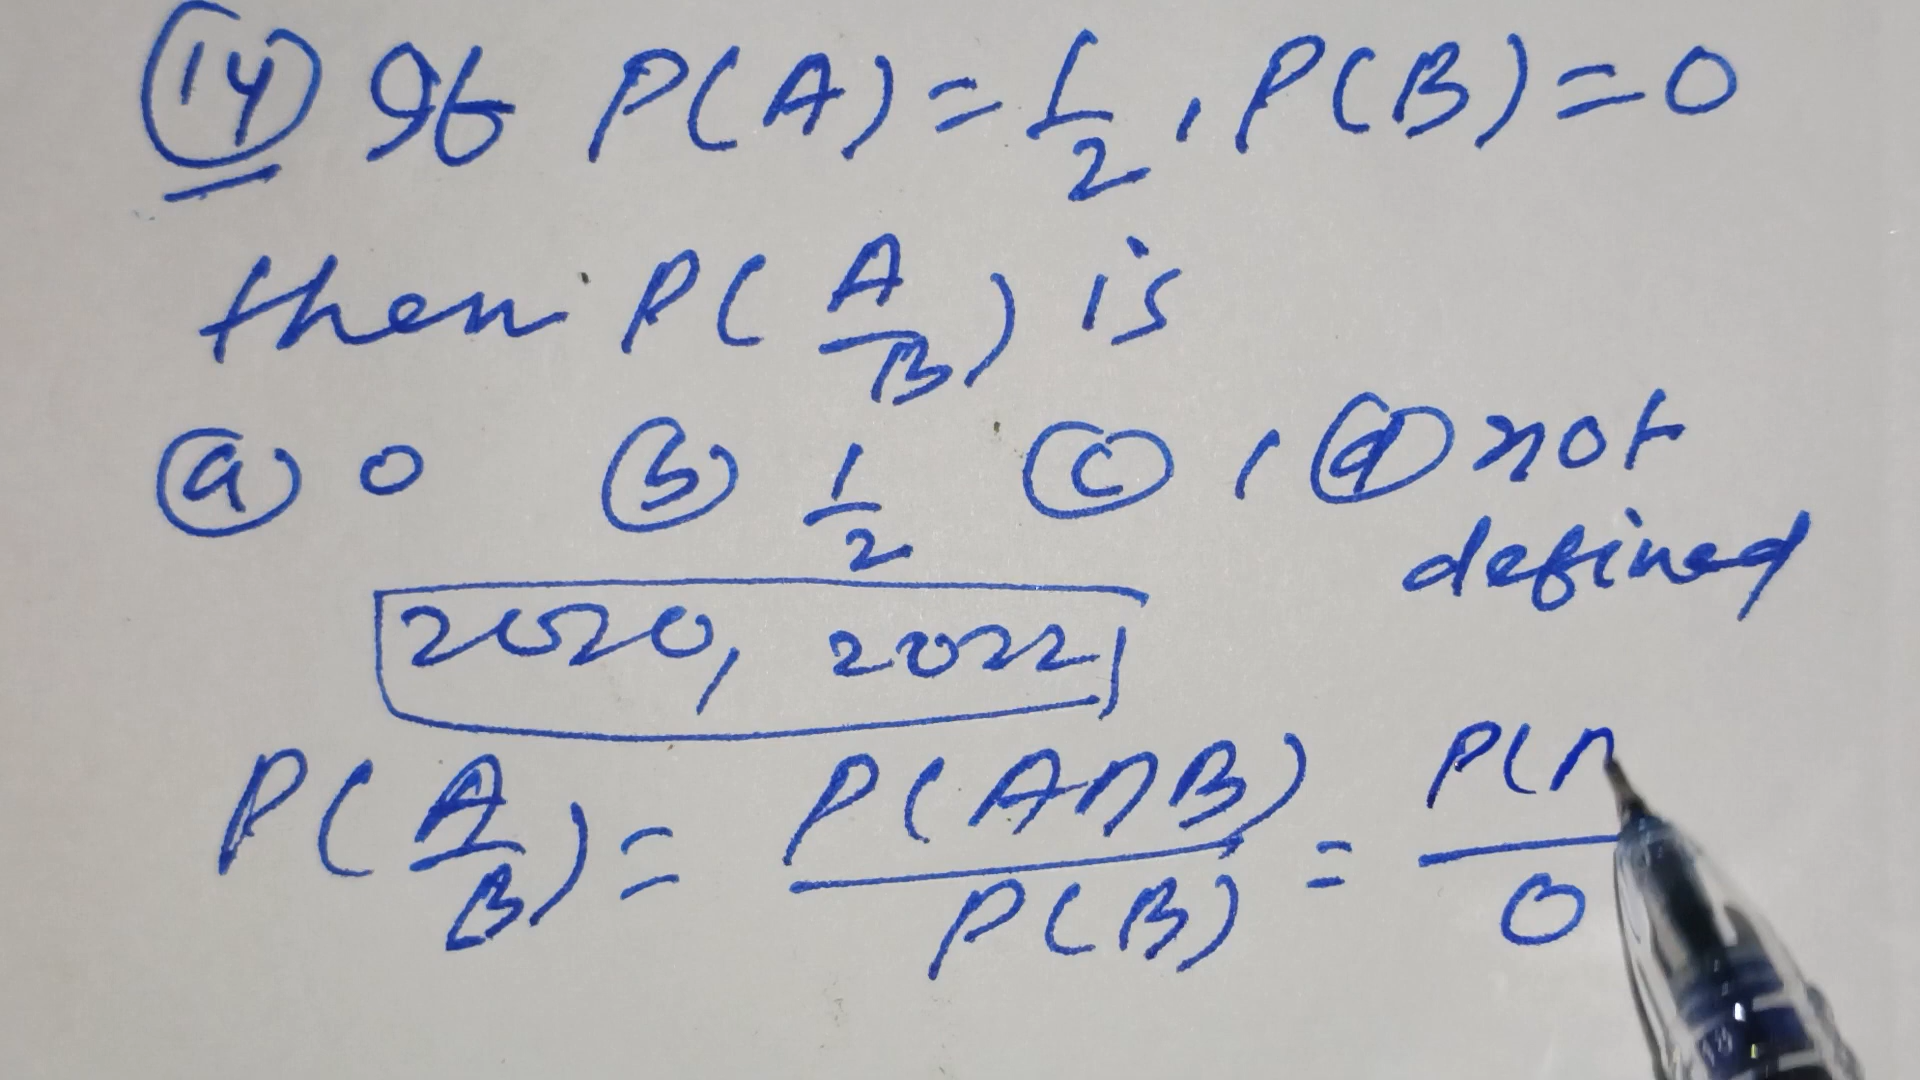 14 If P(A) = 1/2, P(B) = 0
then P(A/B) is
(a) 0 (b) 1/2 (c) 1 (d) not
defined
2020, 2022
P(A/B) = P(A∩B)/P(B) = P(A/0